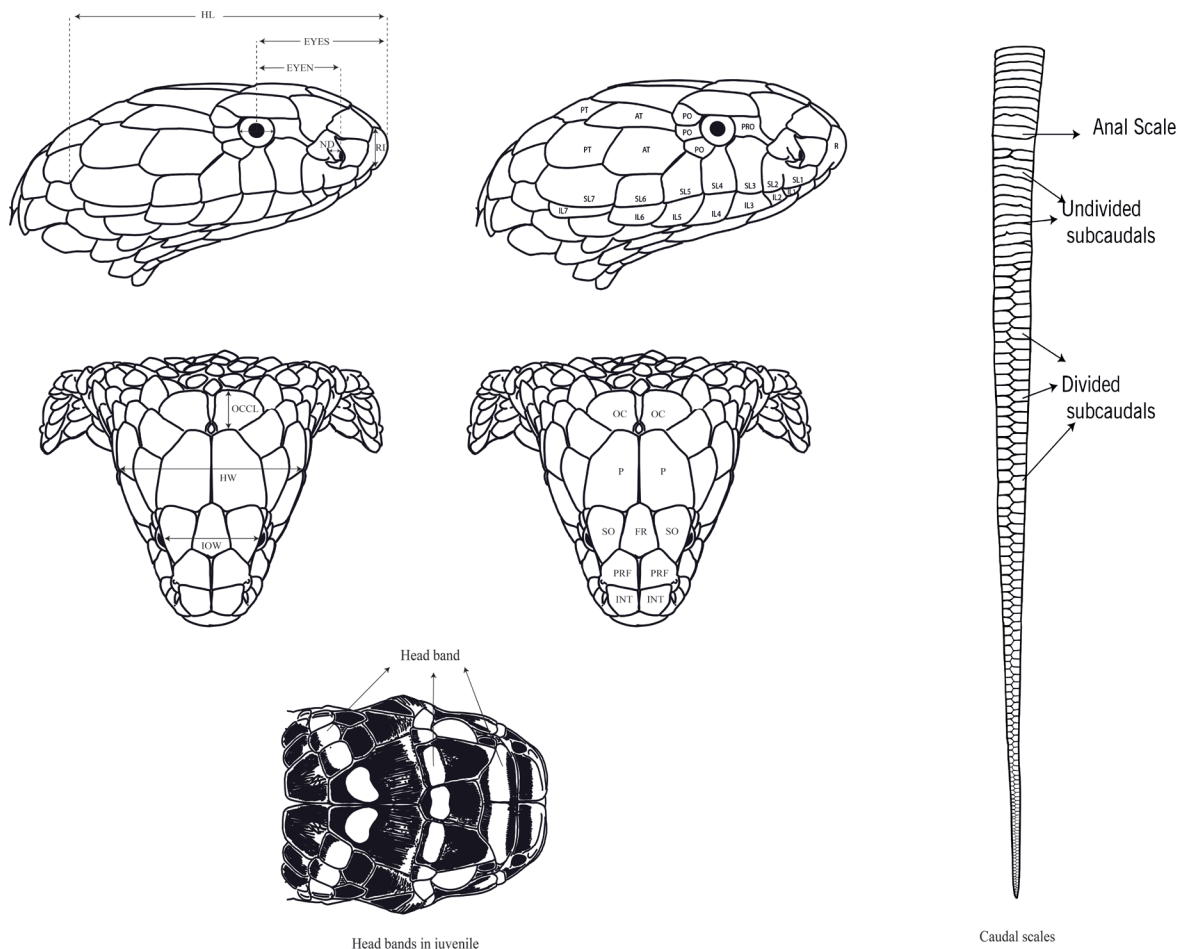 HL
EYES
EYEN
ND
RL
PT
AT
PO
PO
PRO
R
PT
AT
PO
SL7
SL6
SL5
SL4
SL3
SL2
SL1
IL7
IL6
IL5
IL4
IL3
IL2
IL1
Anal Scale
Undivided
subcaudals
Divided
subcaudals
OCCL
HW
IOW
OC
OC
P
P
SO
FR
SO
PRF
PRF
INT
INT
Head band
Head bands in juvenile
Caudal scales